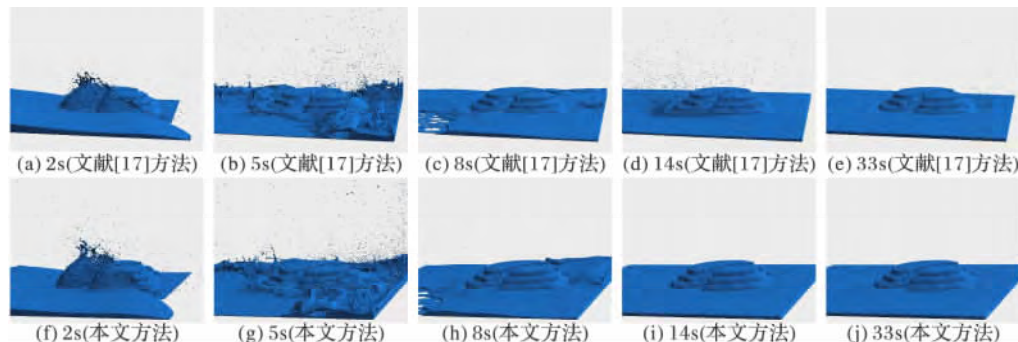 (a) 2s(文献[17]方法) (b) 5s(文献[17]方法) (c) 8s(文献[17]方法) (d) 14s(文献[17]方法) (e) 33s(文献[17]方法)
(f) 2s(本文方法) (g) 5s(本文方法) (h) 8s(本文方法) (i) 14s(本文方法) (j) 33s(本文方法)